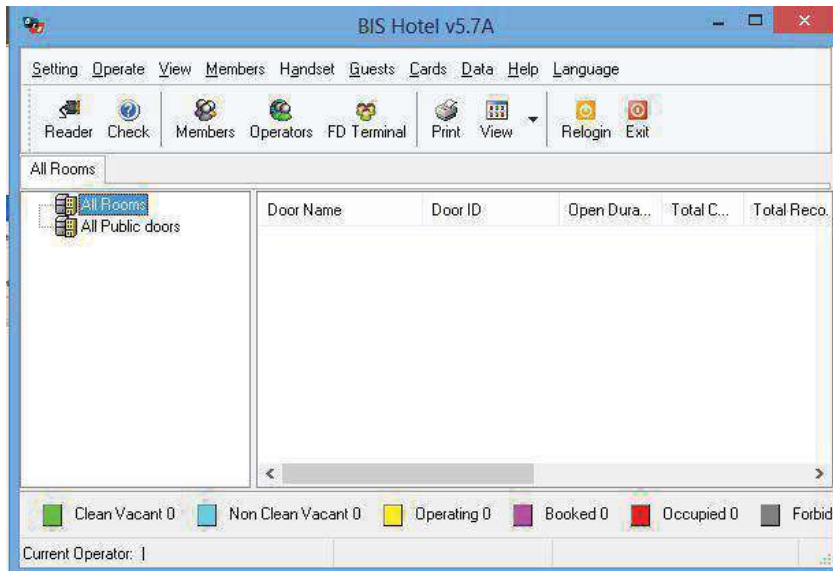 BIS Hotel v5.7A
Setting Operate View Members Handset Guests Cards Data Help Language
Reader Check Members Operators FD Terminal Print View Relogin Exit
All Rooms
All Rooms
All Public doors
Door Name Door ID Open Dura... Total C... Total Reco.
Clean Vacant 0 Non Clean Vacant 0 Operating 0 Booked 0 Occupied 0 Forbid
Current Operator: